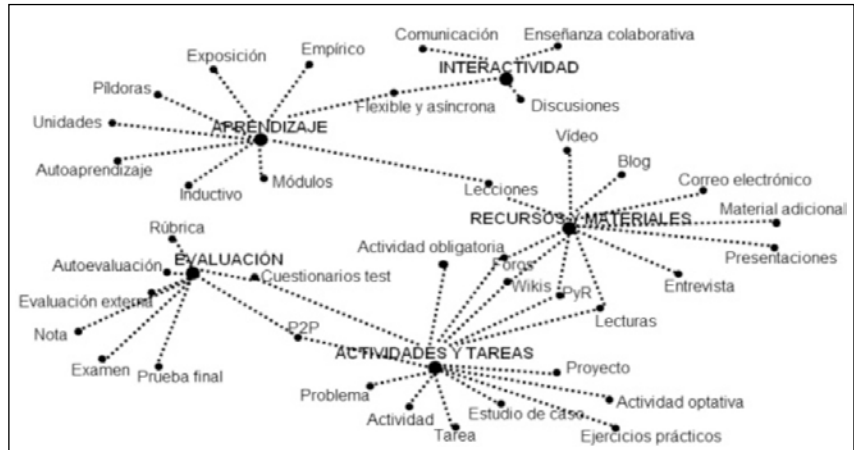 Comunicación
Enseñanza colaborativa
Exposición
Empírico
INTERACTIVIDAD
Píldoras
Flexible y asíncrona
Discusiones
Unidades
APRENDIZAJE
Vídeo
Blog
Autoaprendizaje
Inductivo
Módulos
Lecciones
Correo electrónico
RECURSOS Y MATERIALES
Material adicional
Rúbrica
Actividad obligatoria
Presentaciones
EVALUACIÓN
Autoevaluación
Cuestionarios test
Foros
Wikis
PyR
Entrevista
Evaluación externa
Lecturas
Nota
P2P
ACTIVIDADES Y TAREAS
Examen
Prueba final
Proyecto
Problema
Actividad
Estudio de caso
Actividad optativa
Tarea
Ejercicios prácticos